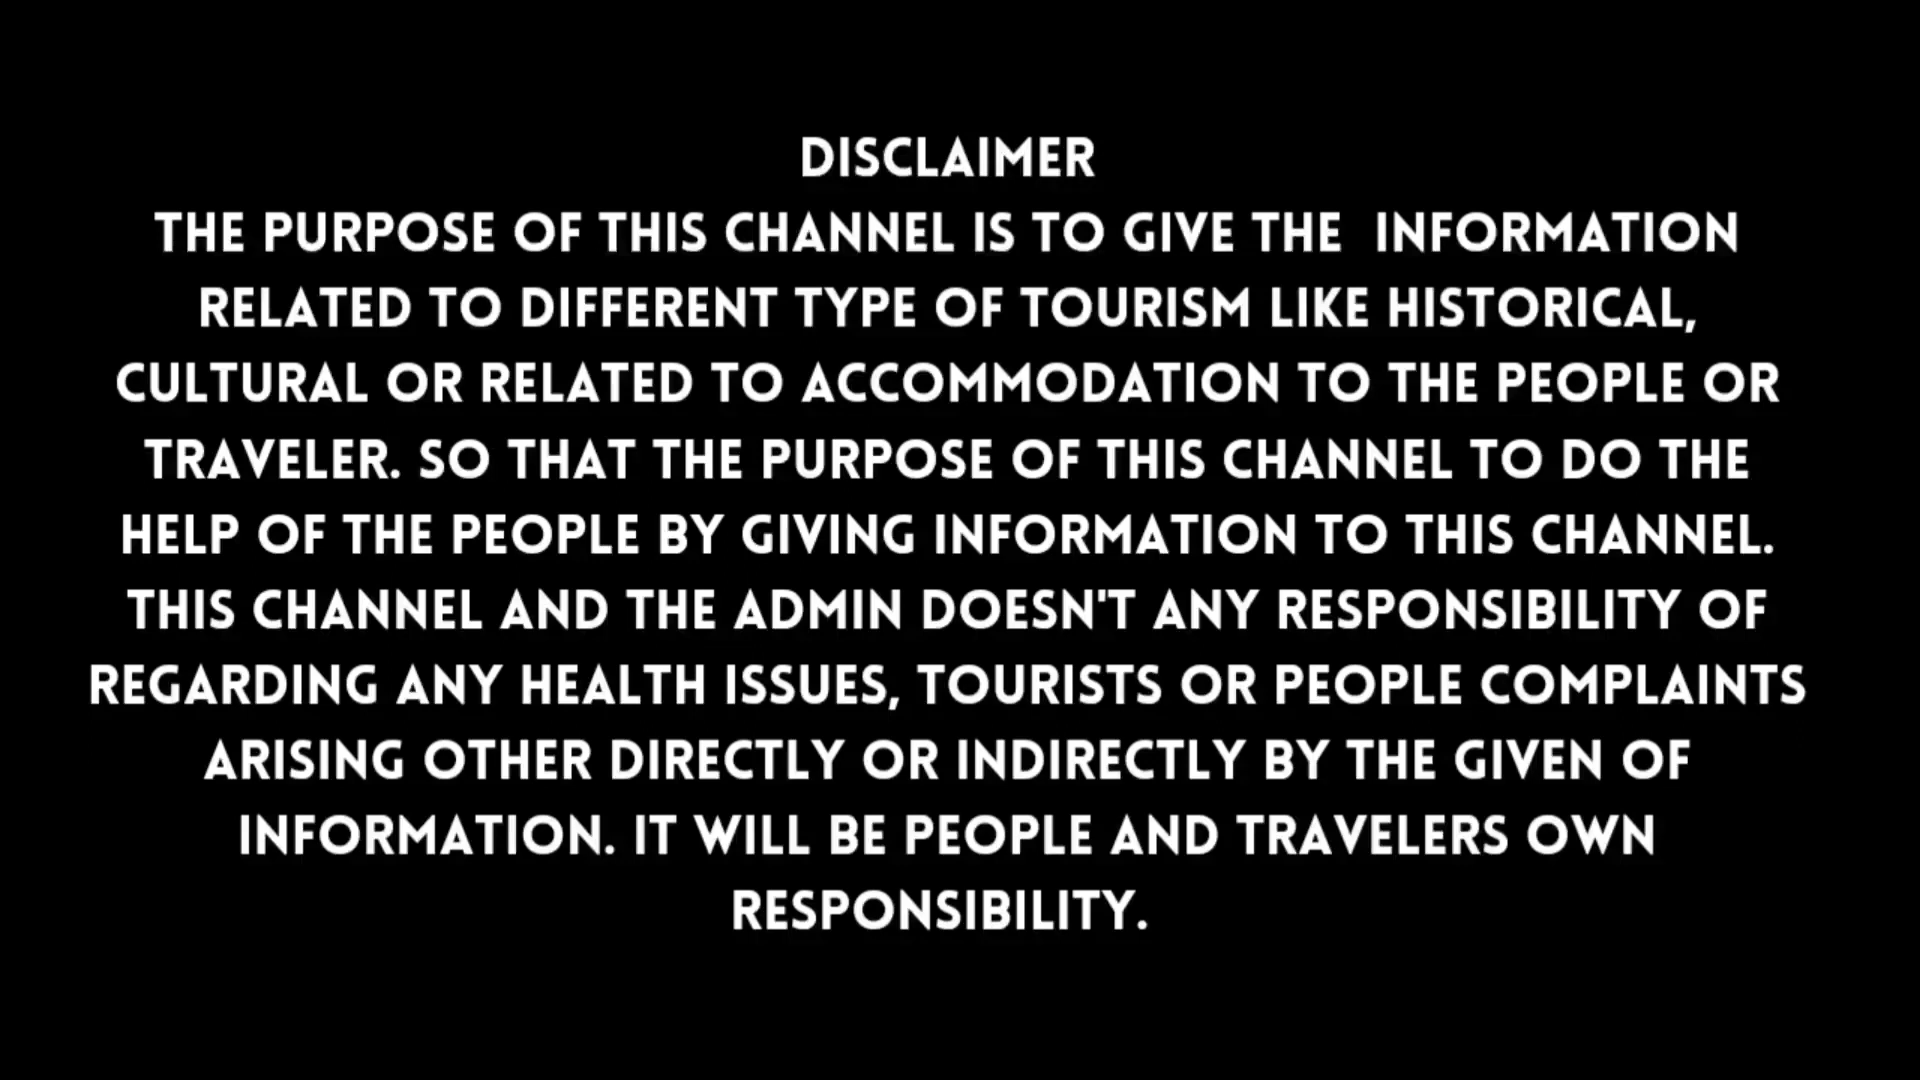 DISCLAIMER
THE PURPOSE OF THIS CHANNEL IS TO GIVE THE INFORMATION
RELATED TO DIFFERENT TYPE OF TOURISM LIKE HISTORICAL,
CULTURAL OR RELATED TO ACCOMMODATION TO THE PEOPLE OR
TRAVELER. SO THAT THE PURPOSE OF THIS CHANNEL TO DO THE
HELP OF THE PEOPLE BY GIVING INFORMATION TO THIS CHANNEL.
THIS CHANNEL AND THE ADMIN DOESN'T ANY RESPONSIBILITY OF
REGARDING ANY HEALTH ISSUES, TOURISTS OR PEOPLE COMPLAINTS
ARISING OTHER DIRECTLY OR INDIRECTLY BY THE GIVEN OF
INFORMATION. IT WILL BE PEOPLE AND TRAVELERS OWN
RESPONSIBILITY.